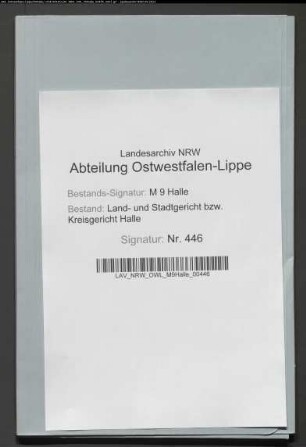 Landesarchiv NRW
Abteilung Ostwestfalen-Lippe
Bestands-Signatur: M 9 Halle
Bestand: Land- und Stadtgericht bzw.
Kreisgericht Halle
Signatur: Nr. 446
LAV_NRW_OWL_M9Halle_00446